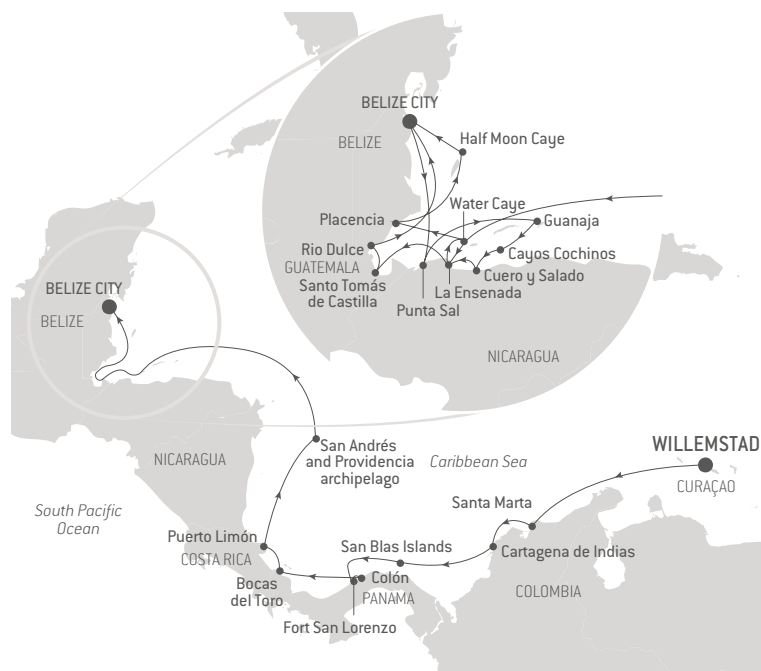 BELIZE CITY
BELIZE
Half Moon Caye
Water Caye
Placencia
Guanaja
Rio Dulce
GUATEMALA
Cayos Cochinos
Santo Tomás
de Castilla
Cuero y Salado
La Ensenada
Punta Sal
NICARAGUA
BELIZE CITY
BELIZE
NICARAGUA
San Andrés
and Providencia
archipelago
Caribbean Sea
WILLEMSTAD
CURAÇAO
South Pacific
Ocean
Santa Marta
Puerto Limón
COSTA RICA
San Blas Islands
Cartagena de Indias
Bocas
del Toro
Colón
PANAMA
COLOMBIA
Fort San Lorenzo